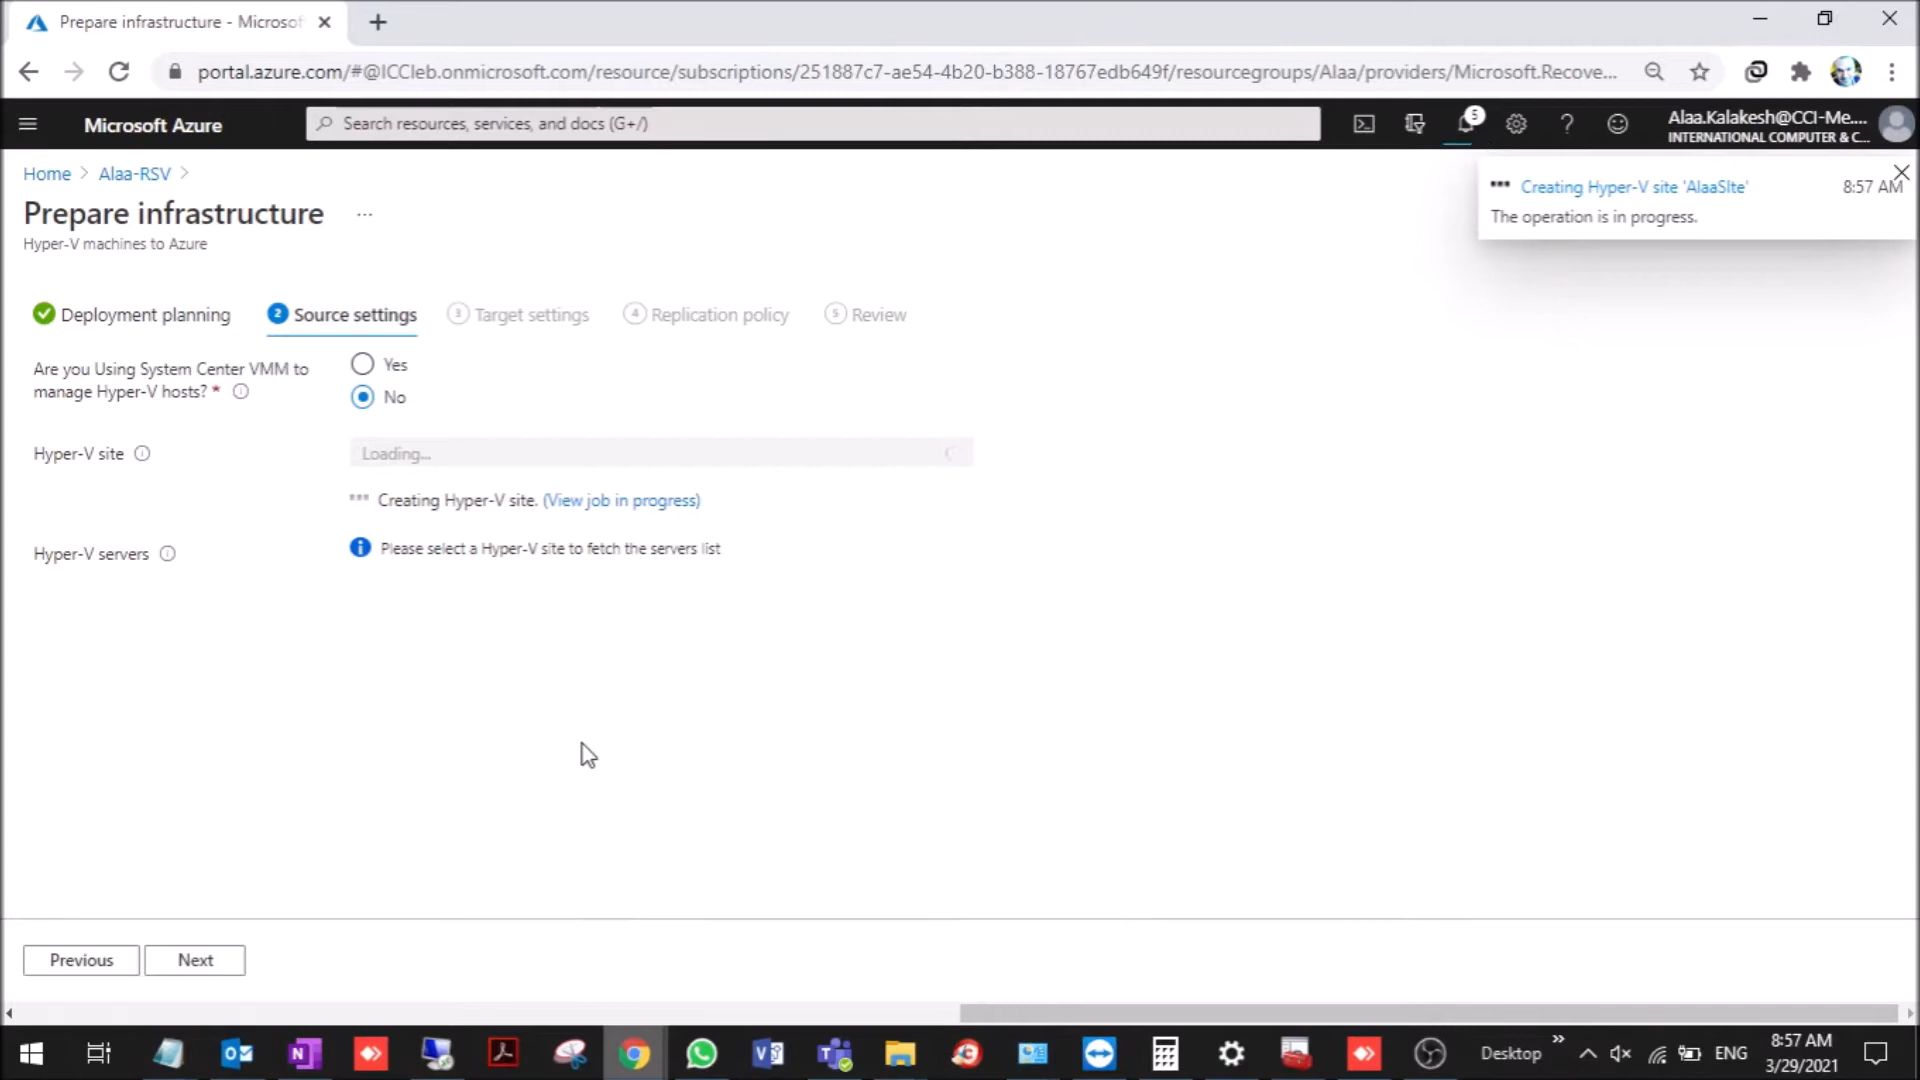 Prepare infrastructure - Microsof
portal.azure.com/#@ICCleb.onmicrosoft.com/resource/subscriptions/251887c7-ae54-4b20-b388-18767edb649f/resourcegroups/Alaa/providers/Microsoft.Recove...
Microsoft Azure
Search resources, services, and docs (G+/)
5
Alaa.Kalakesh@CCI-Me....
INTERNATIONAL COMPUTER & C...
Home > Alaa-RSV >
Creating Hyper-V site 'AlaaSIte' 8:57 AM
The operation is in progress.
Prepare infrastructure ...
Hyper-V machines to Azure
Deployment planning
2 Source settings
3 Target settings
4 Replication policy
5 Review
Are you Using System Center VMM to
manage Hyper-V hosts? *
Yes
No
Hyper-V site
Loading...
Creating Hyper-V site. (View job in progress)
Hyper-V servers
Please select a Hyper-V site to fetch the servers list
Previous
Next
Desktop
ENG
8:57 AM
3/29/2021